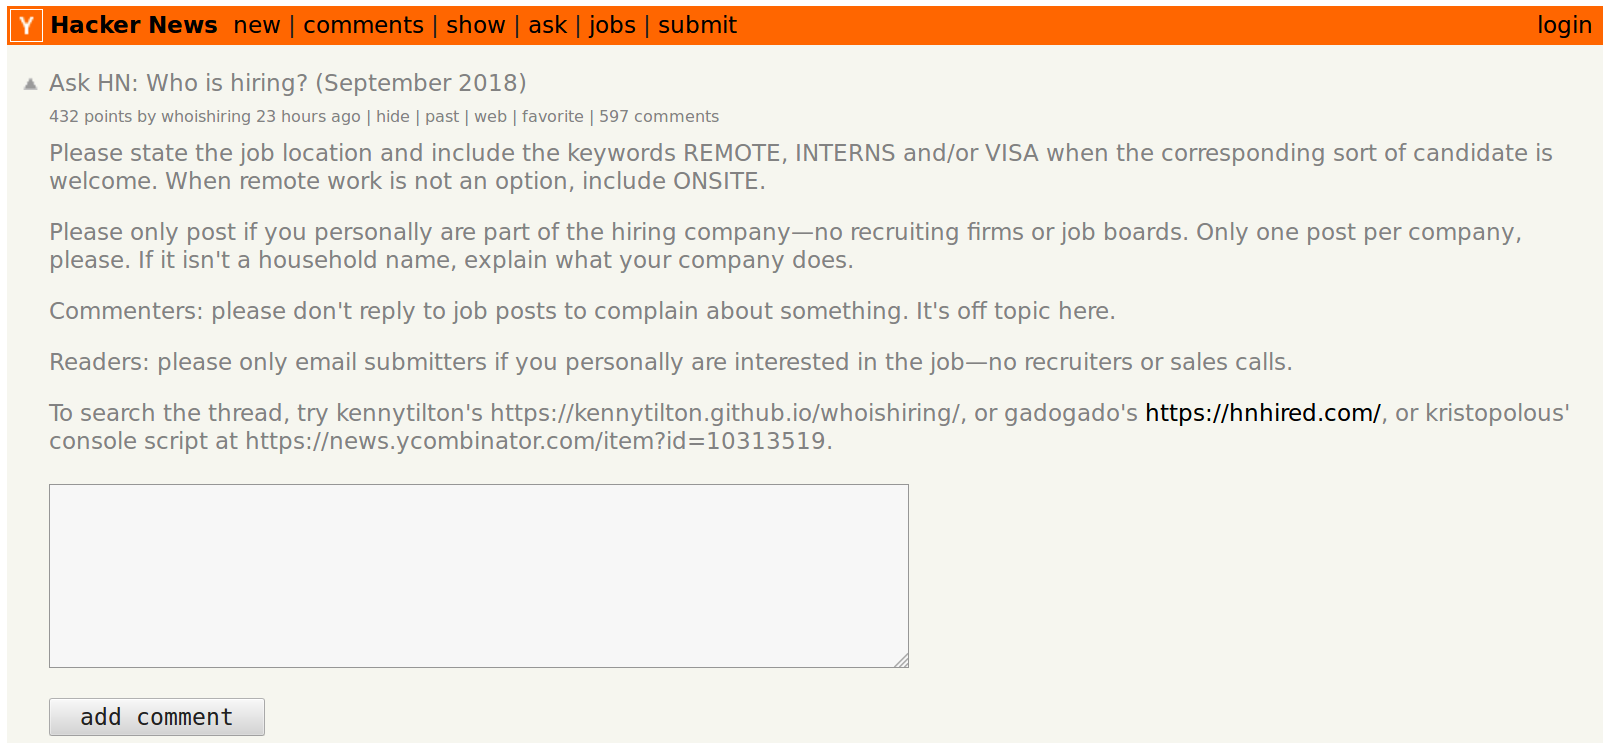 Y Hacker News new | comments | show | ask | jobs | submit login
Ask HN: Who is hiring? (September 2018)
432 points by whoishiring 23 hours ago | hide | past | web | favorite | 597 comments
Please state the job location and include the keywords REMOTE, INTERNS and/or VISA when the corresponding sort of candidate is
welcome. When remote work is not an option, include ONSITE.
Please only post if you personally are part of the hiring company—no recruiting firms or job boards. Only one post per company,
please. If it isn't a household name, explain what your company does.
Commenters: please don't reply to job posts to complain about something. It's off topic here.
Readers: please only email submitters if you personally are interested in the job—no recruiters or sales calls.
To search the thread, try kennytilton's https://kennytilton.github.io/whoishiring/, or gadogado's https://hnhired.com/, or kristopolous'
console script at https://news.ycombinator.com/item?id=10313519.
add comment